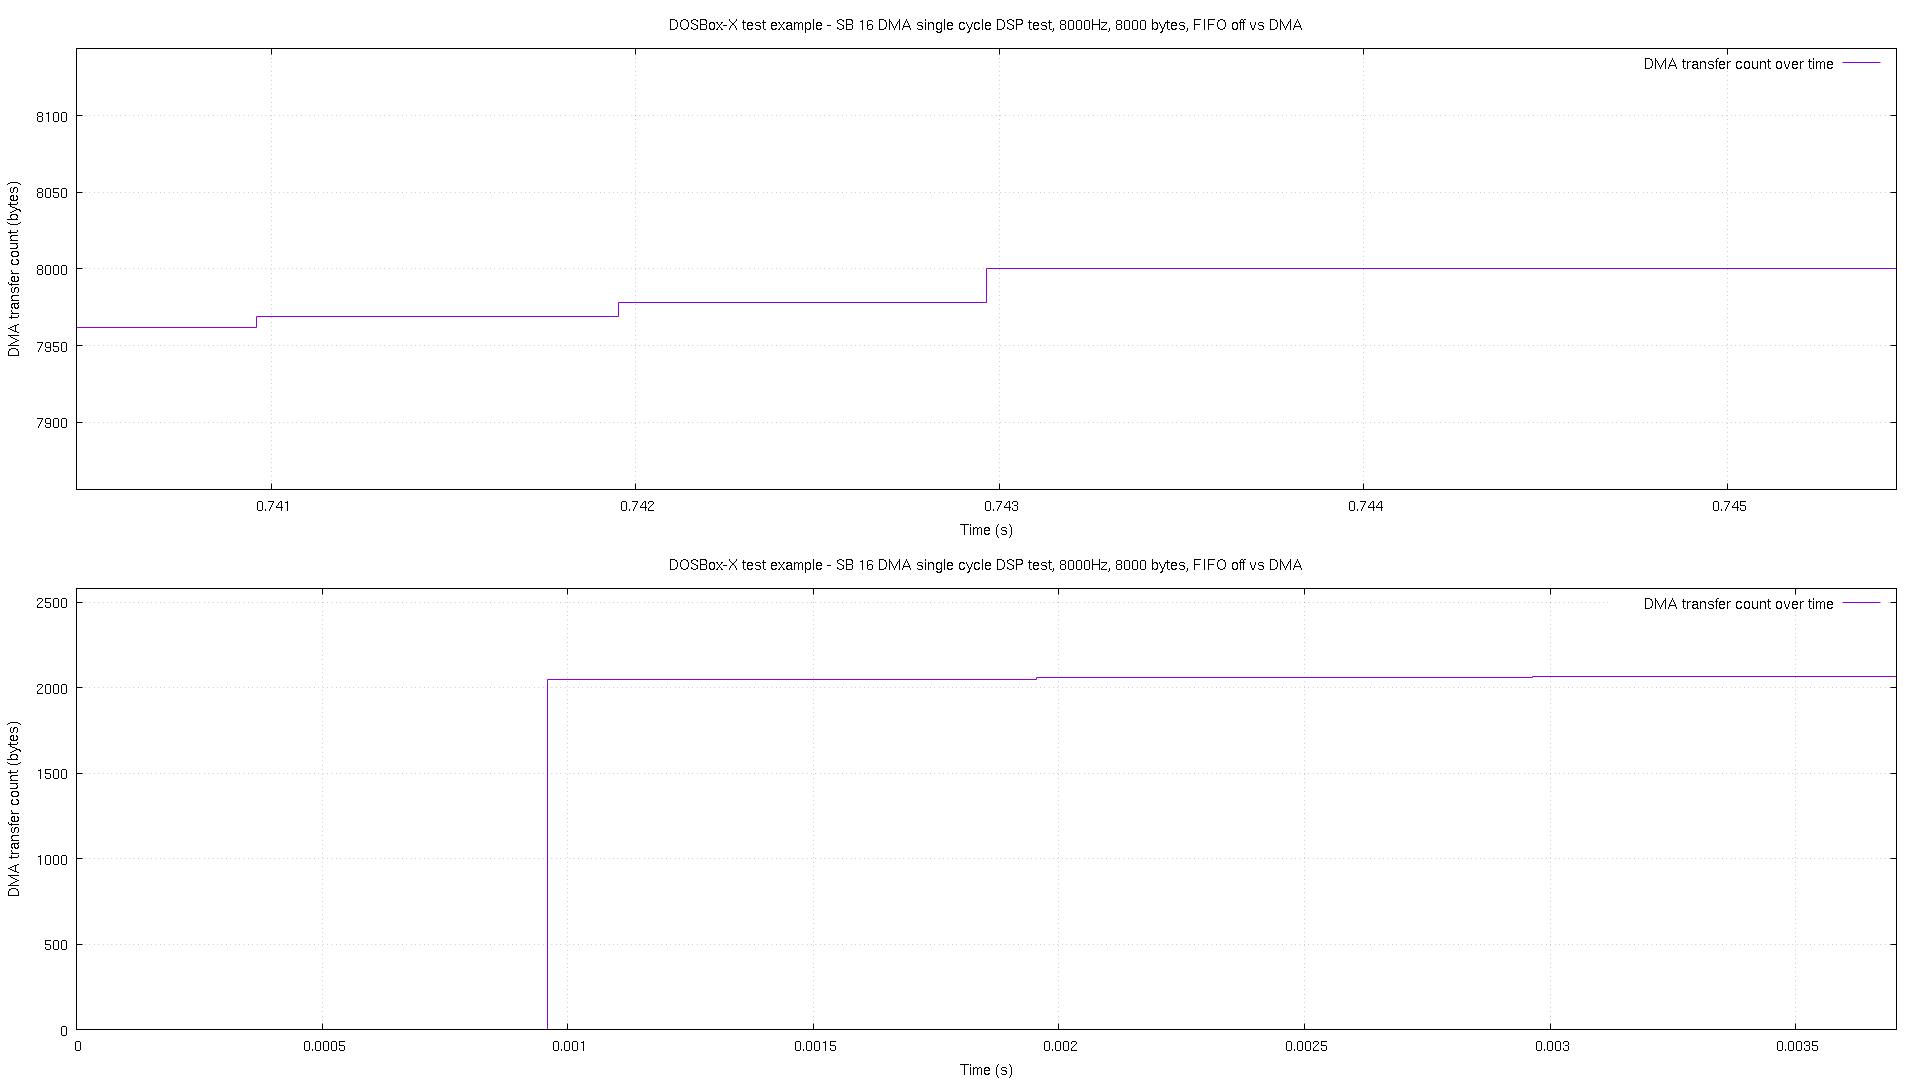 DOSBox-X test example - SB 16 DMA single cycle DSP test, 8000Hz, 8000 bytes, FIFO off vs DMA
DMA transfer count over time
8100
8050
8000
7950
7900
DMA transfer count (bytes)
0.741 0.742 0.743 0.744 0.745
Time (s)
DOSBox-X test example - SB 16 DMA single cycle DSP test, 8000Hz, 8000 bytes, FIFO off vs DMA
DMA transfer count over time
2500
2000
1500
1000
500
0
DMA transfer count (bytes)
0 0.0005 0.001 0.0015 0.002 0.0025 0.003 0.0035
Time (s)